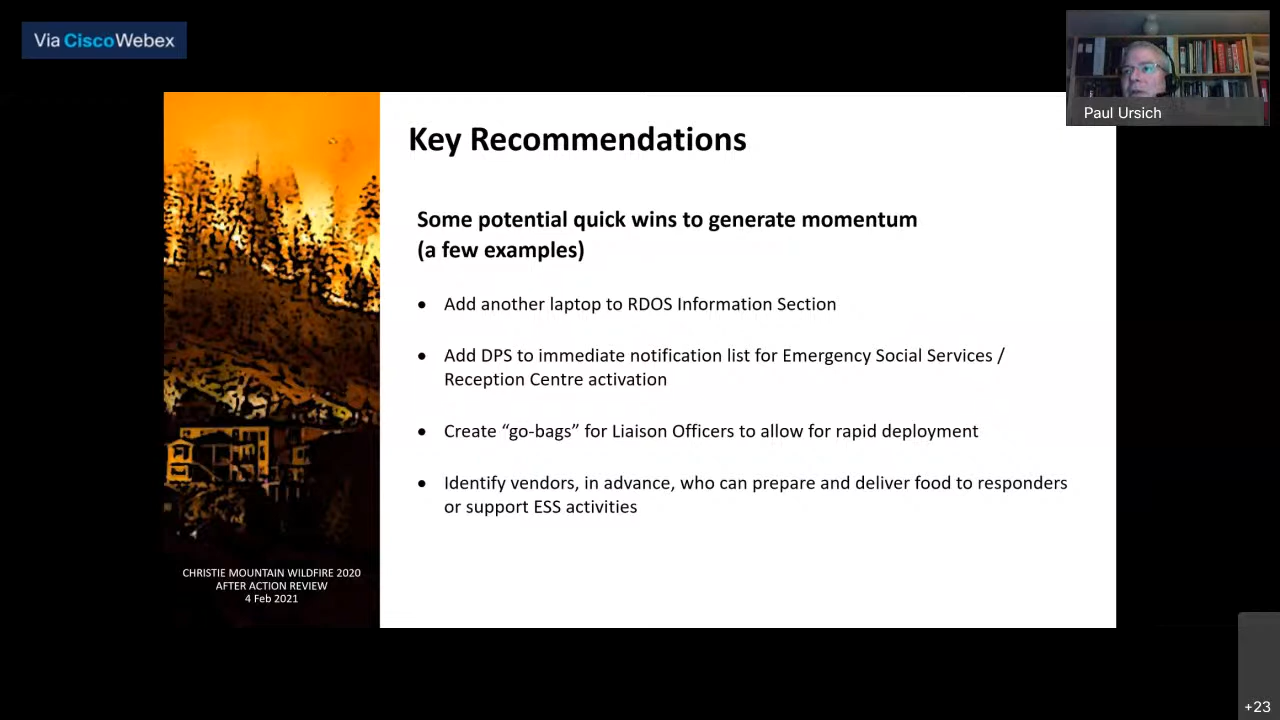 Via Cisco Webex
Paul Ursich
Key Recommendations
Some potential quick wins to generate momentum
(a few examples)
• Add another laptop to RDOS Information Section
• Add DPS to immediate notification list for Emergency Social Services /
Reception Centre activation
• Create “go-bags” for Liaison Officers to allow for rapid deployment
• Identify vendors, in advance, who can prepare and deliver food to responders
or support ESS activities
CHRISTIE MOUNTAIN WILDFIRE 2020
AFTER ACTION REVIEW
4 Feb 2021
+23